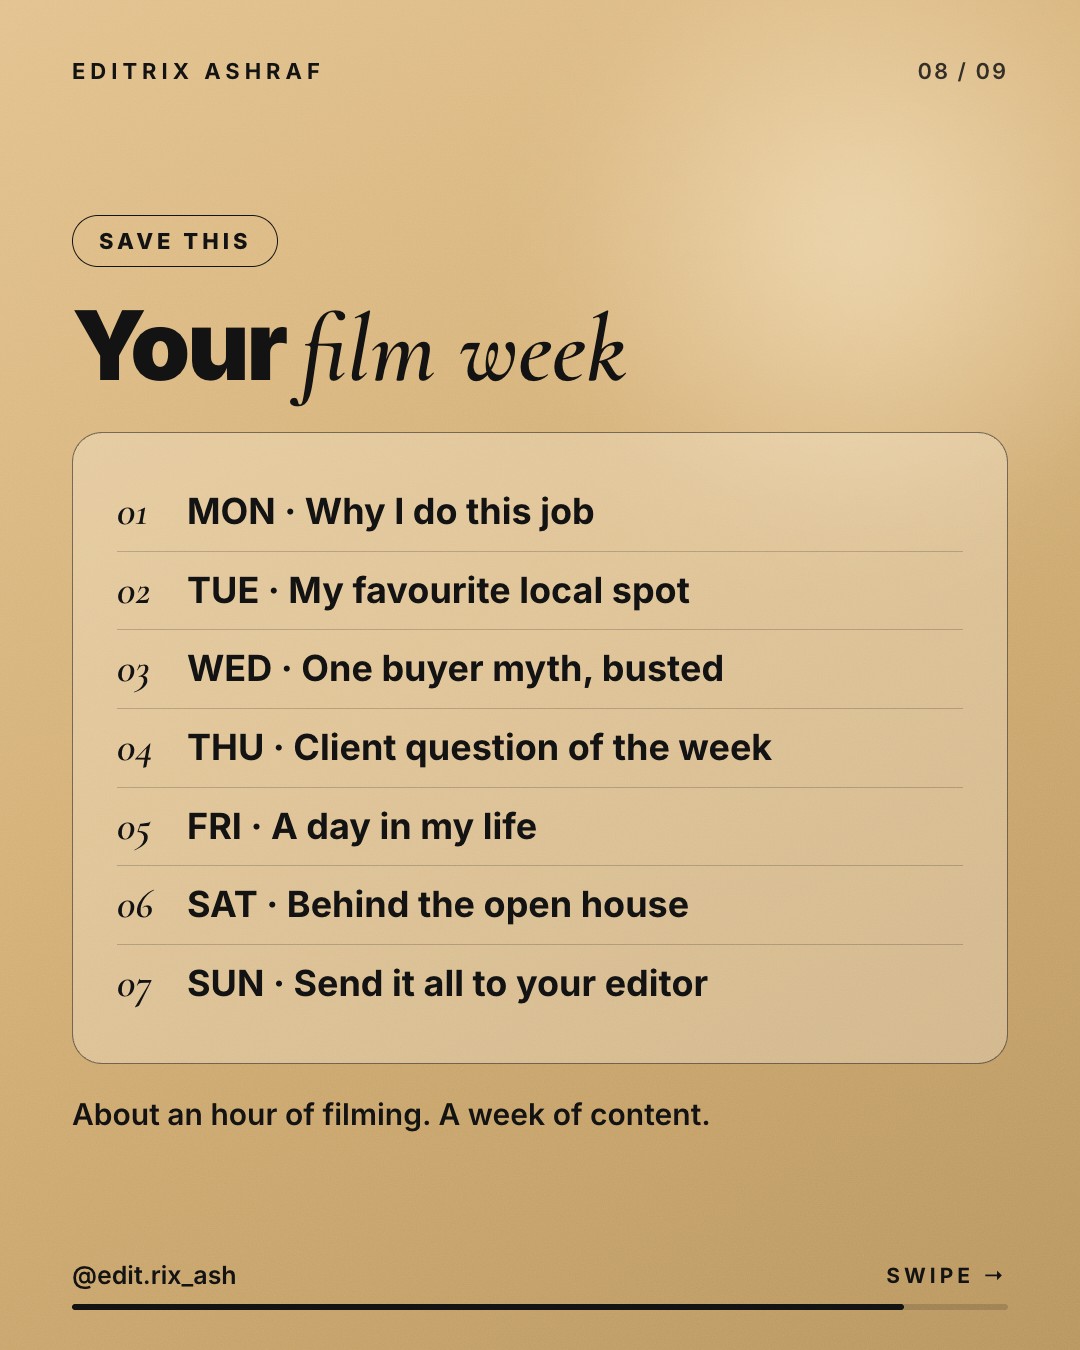 EDITRIX ASHRAF
08 / 09
SAVE THIS
Your film week
01 MON · Why I do this job
02 TUE · My favourite local spot
03 WED · One buyer myth, busted
04 THU · Client question of the week
05 FRI · A day in my life
06 SAT · Behind the open house
07 SUN · Send it all to your editor
About an hour of filming. A week of content.
@edit.rix_ash
SWIPE →